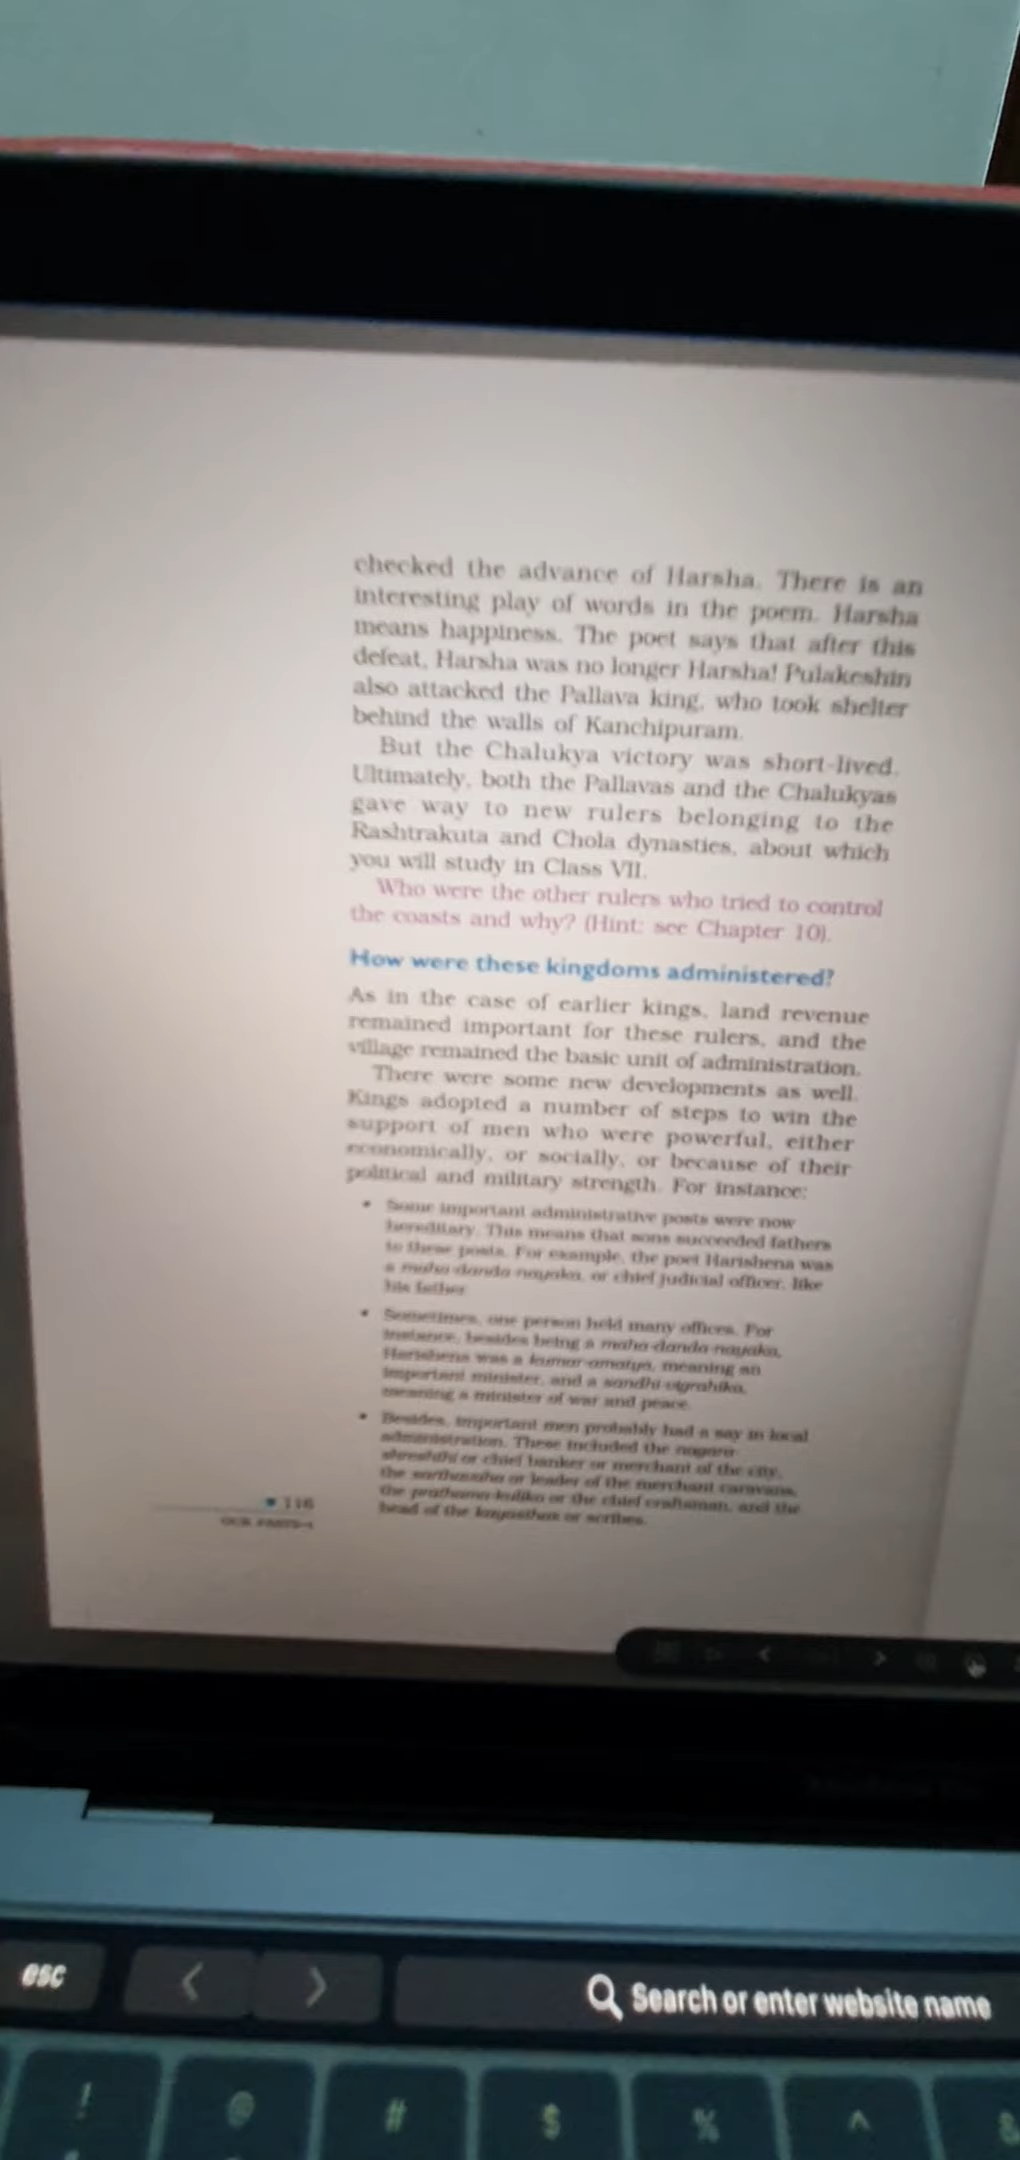 checked the advance of Harsha. There is an
interesting play of words in the poem. Harsha
means happiness. The poet says that after this
defeat, Harsha was no longer Harsha! Pulakeshin
also attacked the Pallava king, who took shelter
behind the walls of Kanchipuram.
But the Chalukya victory was short-lived.
Ultimately, both the Pallavas and the Chalukyas
gave way to new rulers belonging to the
Rashtrakuta and Chola dynasties, about which
you will study in Class VII.
Who were the other rulers who tried to control
the coasts and why? (Hint: see Chapter 10).
How were these kingdoms administered?
As in the case of earlier kings, land revenue
remained important for these rulers, and the
village remained the basic unit of administration.
There were some new developments as well.
Kings adopted a number of steps to win the
support of men who were powerful, either
economically, or socially, or because of their
political and military strength. For instance:
• Some important administrative posts were now
hereditary. This means that sons succeeded fathers
to these posts. For example, the poet Harishena was
a maha-danda-nayaka, or chief judicial officer, like
his father.
• Sometimes, one person held many offices. For
instance, besides being a maha-danda-nayaka,
Harishena was a kumar-amatya, meaning an
important minister, and a sandhi-vigrahika,
meaning a minister of war and peace.
• Besides, important men probably had a say in local
administration. These included the nagara-
shreshthi or chief banker or merchant of the city,
the sarthavaha or leader of the merchant caravans,
the prathama-kulika or the chief craftsman, and the
head of the kayasthas or scribes.
■ 116
OUR PASTS–I
esc
< >
Search or enter website name
! @ # $ % ^ &